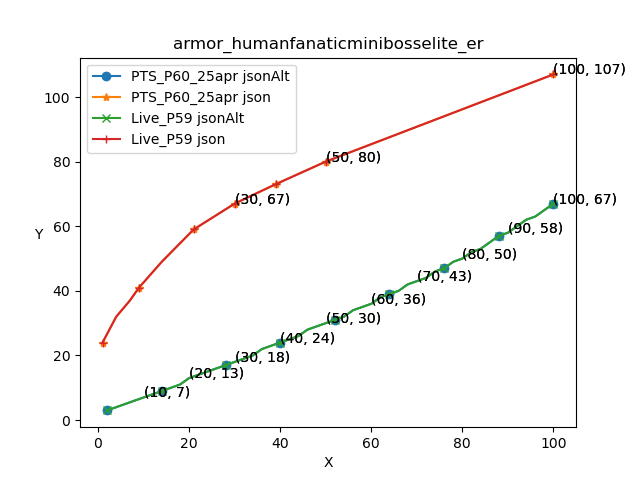 armor_humanfanaticminibosselite_er
PTS_P60_25apr jsonAlt
PTS_P60_25apr json
Live_P59 jsonAlt
Live_P59 json
(100, 107)
(50, 80)
(30, 67)
(100, 67)
(90, 58)
(80, 50)
(70, 43)
(60, 36)
(50, 30)
(40, 24)
(30, 18)
(20, 13)
(10, 7)
Y
100
80
60
40
20
0
0 20 40 60 80 100
X